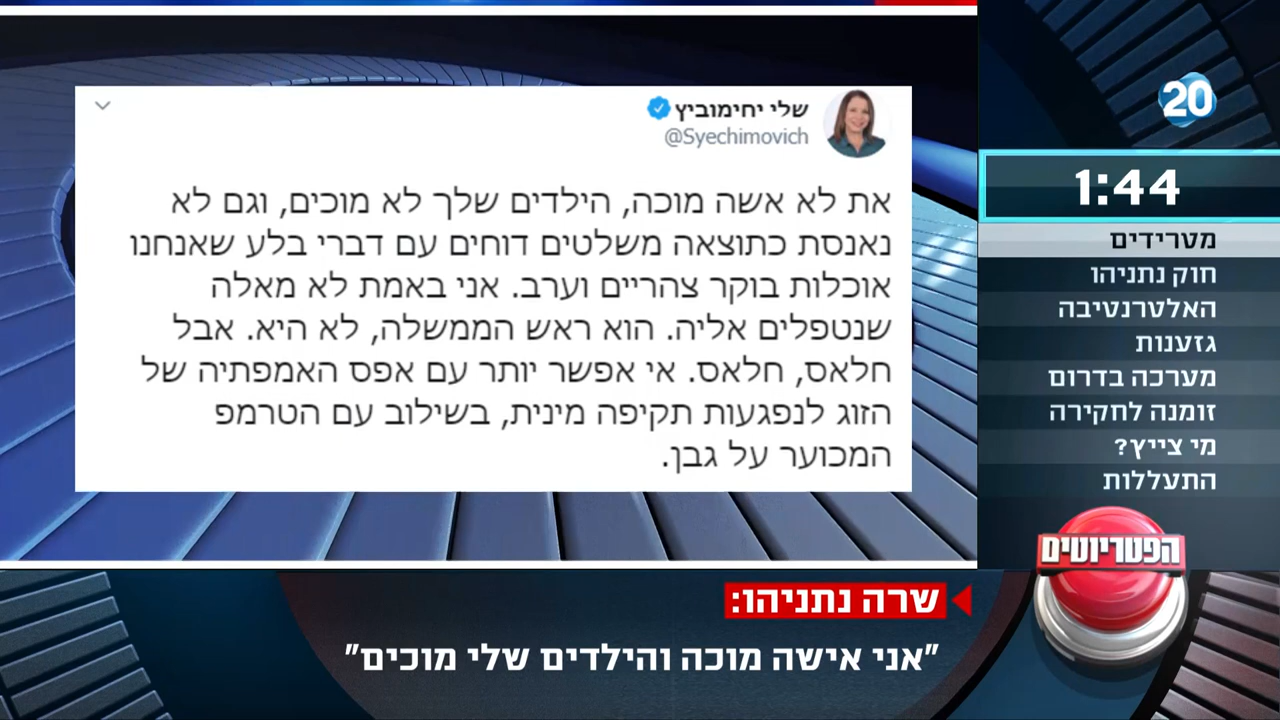 שלי יחימוביץ
@Syechimovich
את לא אשה מוכה, הילדים שלך לא מוכים, וגם לא
נאנסת כתוצאה משלטים דוחים עם דברי בלע שאנחנו
אוכלות בוקר צהריים וערב. אני באמת לא מאלה
שנטפלים אליה. הוא ראש הממשלה, לא היא. אבל
חלאס, חלאס. אי אפשר יותר עם אפס האמפתיה של
הזוג לנפגעות תקיפה מינית, בשילוב עם הטרמפ
המכוער על גבן.
20
1:44
מטרידים
חוק נתניהו
האלטרנטיבה
גזענות
מערכה בדרום
זומנה לחקירה
מי צייץ?
התעללות
הפטריוטים
שרה נתניהו:
"אני אישה מוכה והילדים שלי מוכים"